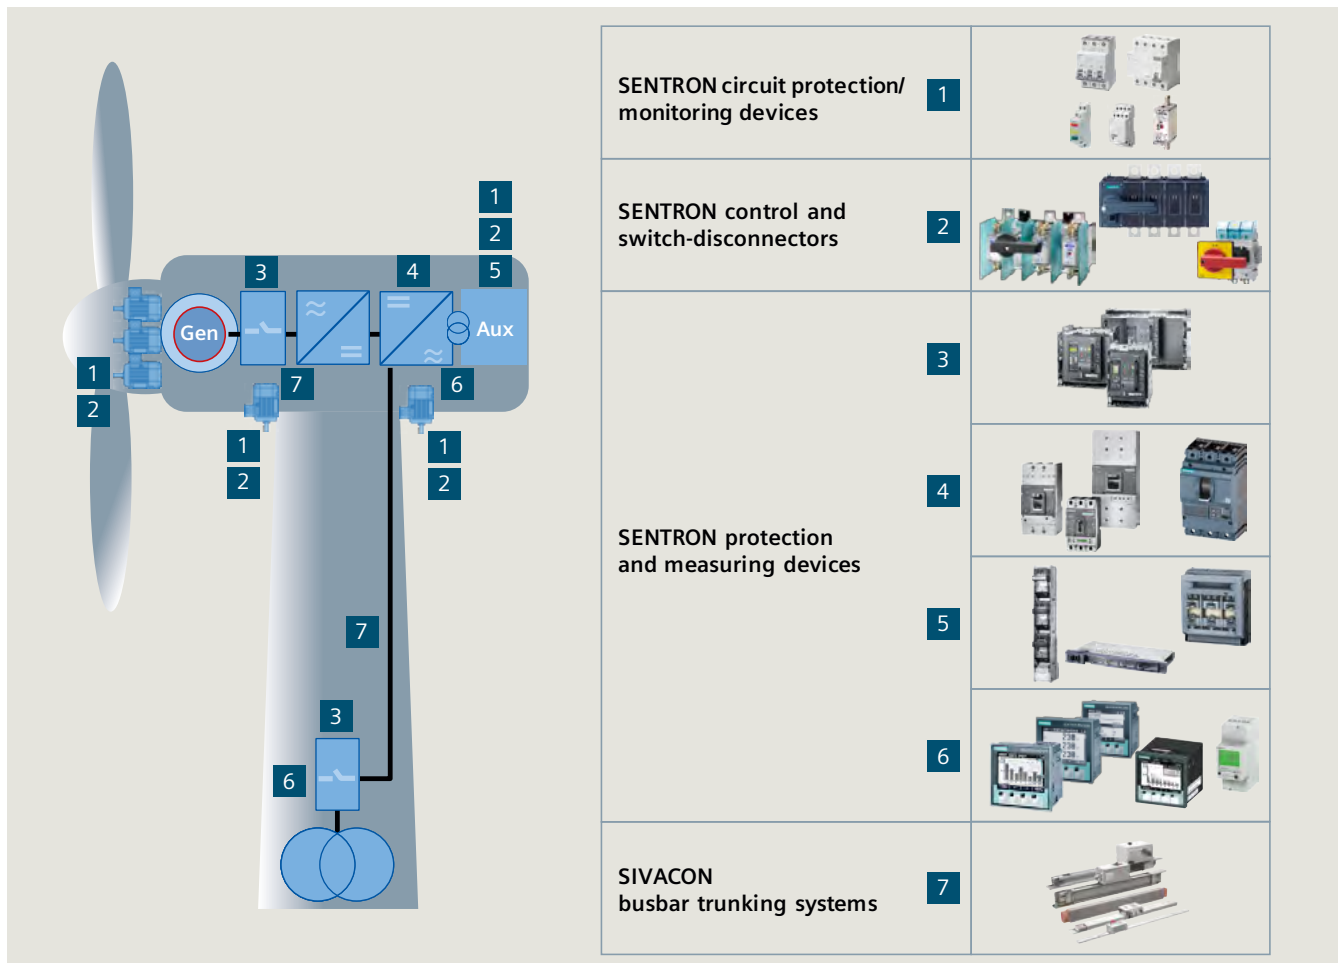 1
2
5
3
4
Gen
Aux
7
6
1
2
1
2
1
2
7
3
6
SENTRON circuit protection/
monitoring devices
1
SENTRON control and
switch-disconnectors
2
3
4
SENTRON protection
and measuring devices
5
6
SIVACON
busbar trunking systems
7